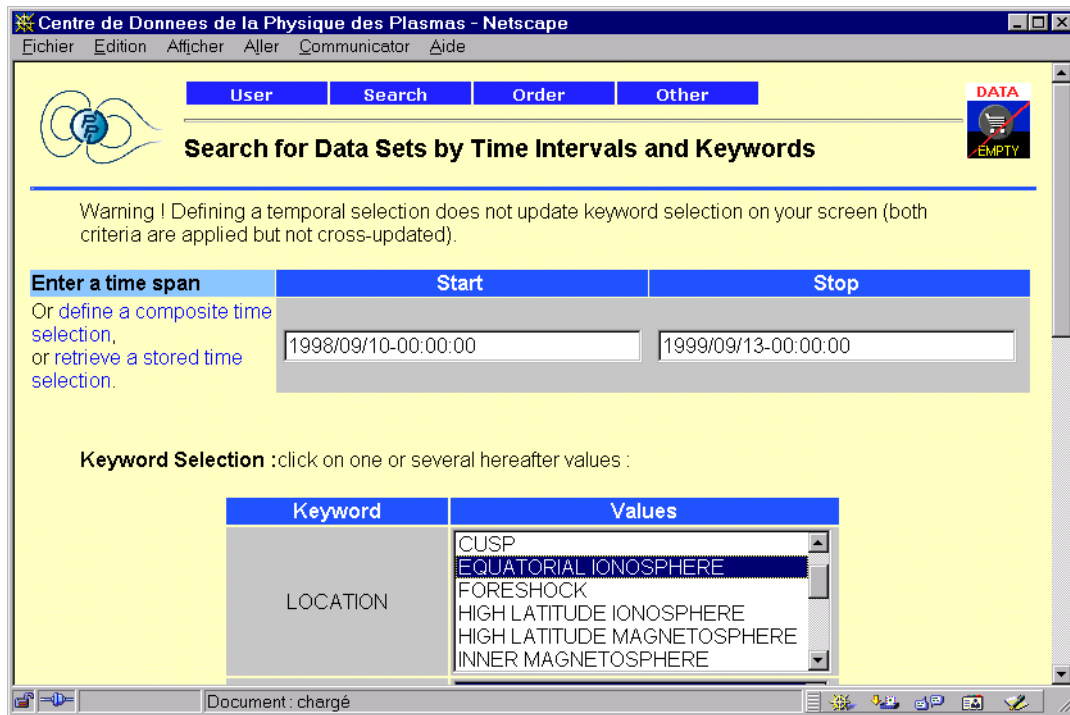 Centre de Donnees de la Physique des Plasmas - Netscape
Fichier Edition Afficher Aller Communicator Aide
User Search Order Other
DATA
EMPTY
Search for Data Sets by Time Intervals and Keywords
Warning ! Defining a temporal selection does not update keyword selection on your screen (both
criteria are applied but not cross-updated).
Enter a time span Start Stop
Or define a composite time
selection,
or retrieve a stored time
selection.
1998/09/10-00:00:00 1999/09/13-00:00:00
Keyword Selection :click on one or several hereafter values :
Keyword Values
LOCATION
CUSP
EQUATORIAL IONOSPHERE
FORESHOCK
HIGH LATITUDE IONOSPHERE
HIGH LATITUDE MAGNETOSPHERE
INNER MAGNETOSPHERE
Document : chargé